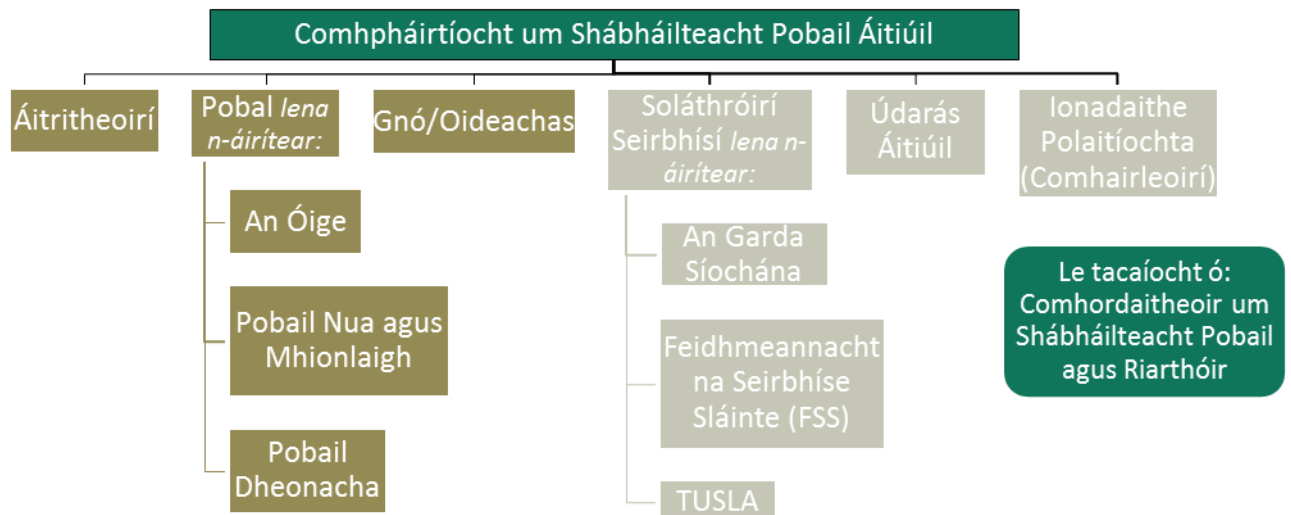 Comhpháirtíocht um Shábháilteacht Pobail Áitiúil
Áitritheoirí
Pobal lena
n-áirítear:
An Óige
Pobail Nua agus
Mhionlaigh
Pobail
Dheonacha
Gnó/Oideachas
Soláthróirí
Seirbhísí lena n-
áirítear:
An Garda
Síochána
Feidhmeannacht
na Seirbhíse
Sláinte (FSS)
TUSLA
Údarás
Áitiúil
Ionadaithe
Polaitíochta
(Comhairleoirí)
Le tacaíocht ó:
Comhordaitheoir um
Shábháilteacht Pobail
agus Riarthóir